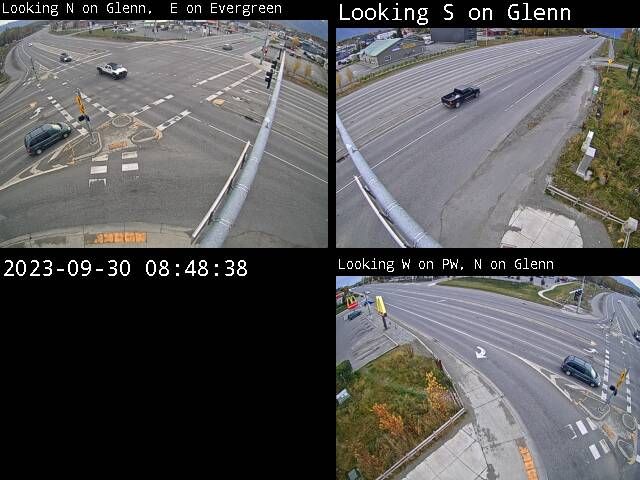 Looking N on Glenn, E on Evergreen
Looking S on Glenn
2023-09-30 08:48:38
Looking W on PW, N on Glenn